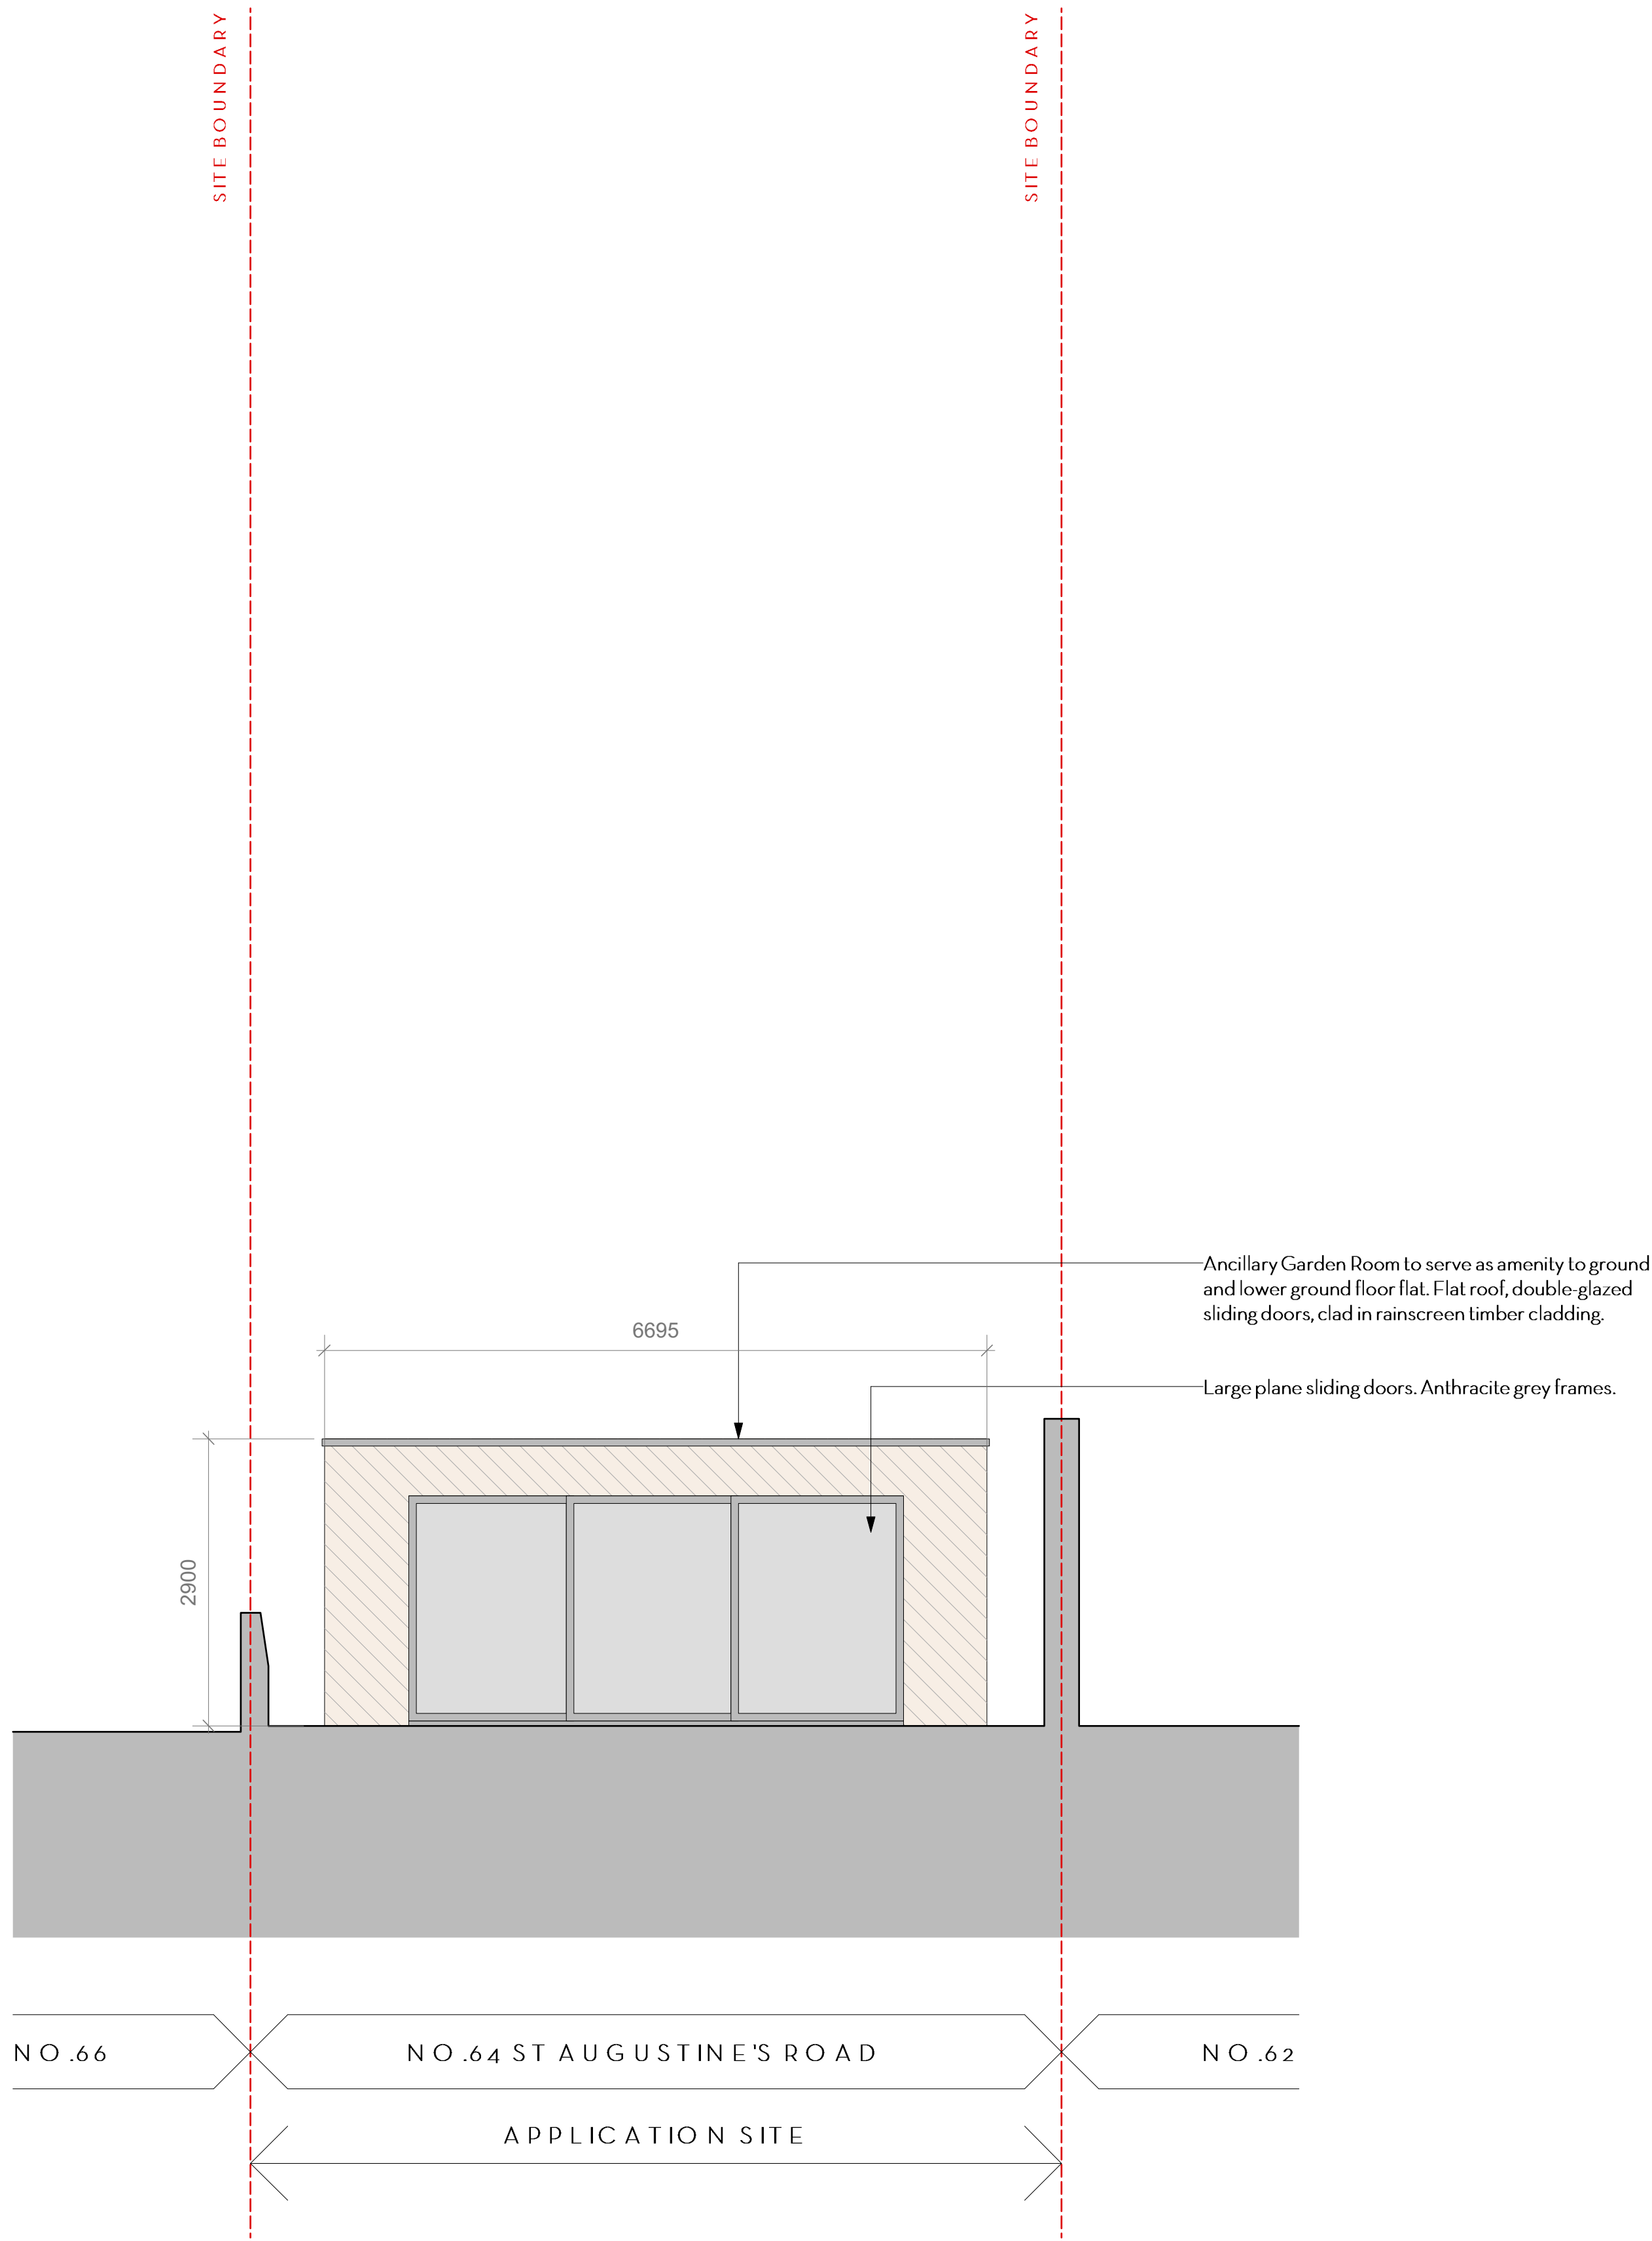 SITE BOUNDARY
SITE BOUNDARY
Ancillary Garden Room to serve as amenity to ground
and lower ground floor flat. Flat roof, double-glazed
sliding doors, clad in rainscreen timber cladding.
6695
Large plane sliding doors. Anthracite grey frames.
2900
NO.66
NO.64 ST AUGUSTINE'S ROAD
NO.62
APPLICATION SITE